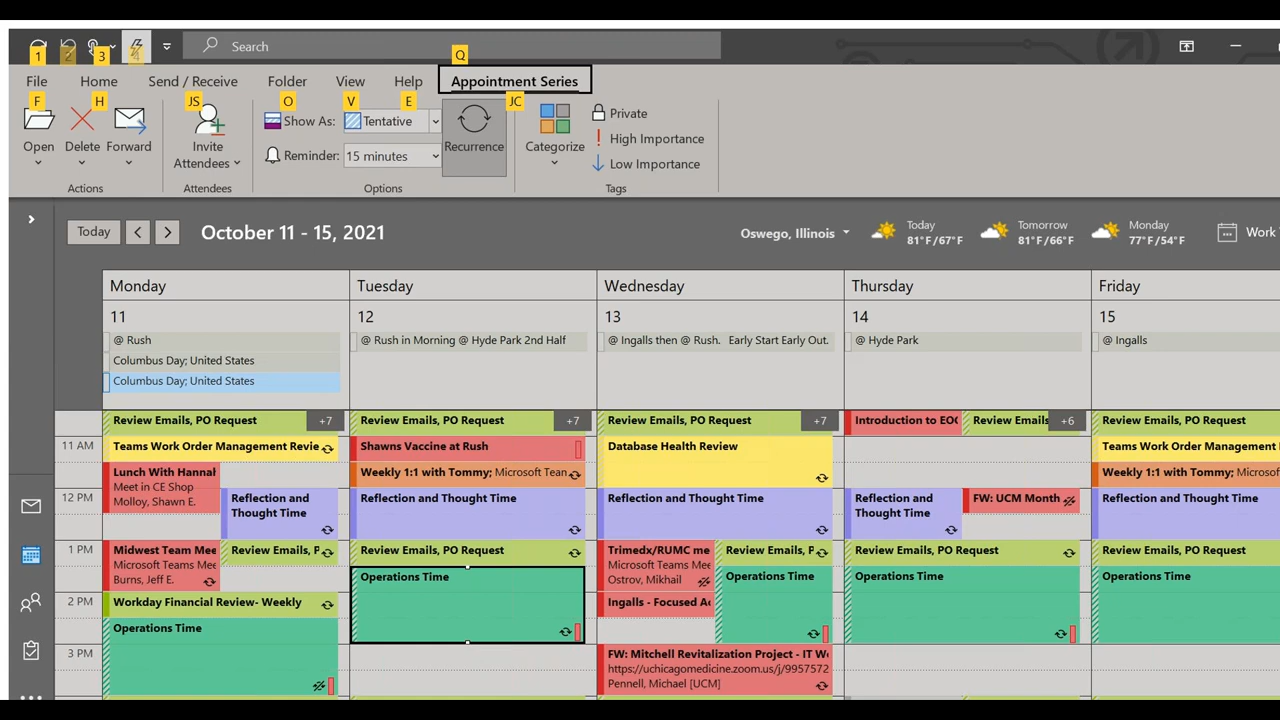 Search
1
2
3
4
Q
File
Home
Send / Receive
Folder
View
Help
Appointment Series
F
H
JS
O
V
E
JC
Open
Delete
Forward
Actions
Invite
Attendees
Attendees
Show As:
Tentative
Reminder:
15 minutes
Options
Recurrence
Categorize
Private
High Importance
Low Importance
Tags
Today
October 11 - 15, 2021
Oswego, Illinois
Today
81°F/67°F
Tomorrow
81°F/66°F
Monday
77°F/54°F
Work
Monday
Tuesday
Wednesday
Thursday
Friday
11
12
13
14
15
@ Rush
Columbus Day; United States
Columbus Day; United States
@ Rush in Morning @ Hyde Park 2nd Half
@ Ingalls then @ Rush. Early Start Early Out.
@ Hyde Park
@ Ingalls
11 AM
12 PM
1 PM
2 PM
3 PM
Review Emails, PO Request
+7
Teams Work Order Management Revie
Lunch With Hannah
Meet in CE Shop
Molloy, Shawn E.
Reflection and
Thought Time
Midwest Team Mee
Microsoft Teams Mee
Burns, Jeff E.
Review Emails, P
Workday Financial Review- Weekly
Operations Time
Review Emails, PO Request
+7
Shawns Vaccine at Rush
Weekly 1:1 with Tommy; Microsoft Team
Reflection and Thought Time
Review Emails, PO Request
Operations Time
Review Emails, PO Request
+7
Database Health Review
Reflection and Thought Time
Trimedx/RUMC me
Microsoft Teams Mee
Ostrov, Mikhail
Review Emails, P
Operations Time
Ingalls - Focused Ac
FW: Mitchell Revitalization Project - IT W
https://uchicagomedicine.zoom.us/j/9957572
Pennell, Michael [UCM]
Introduction to EOC
Review Emails
+6
Reflection and
Thought Time
FW: UCM Month
Review Emails, PO Request
Operations Time
Review Emails, PO Request
Teams Work Order Management
Weekly 1:1 with Tommy; Microsof
Reflection and Thought Time
Review Emails, PO Request
Operations Time